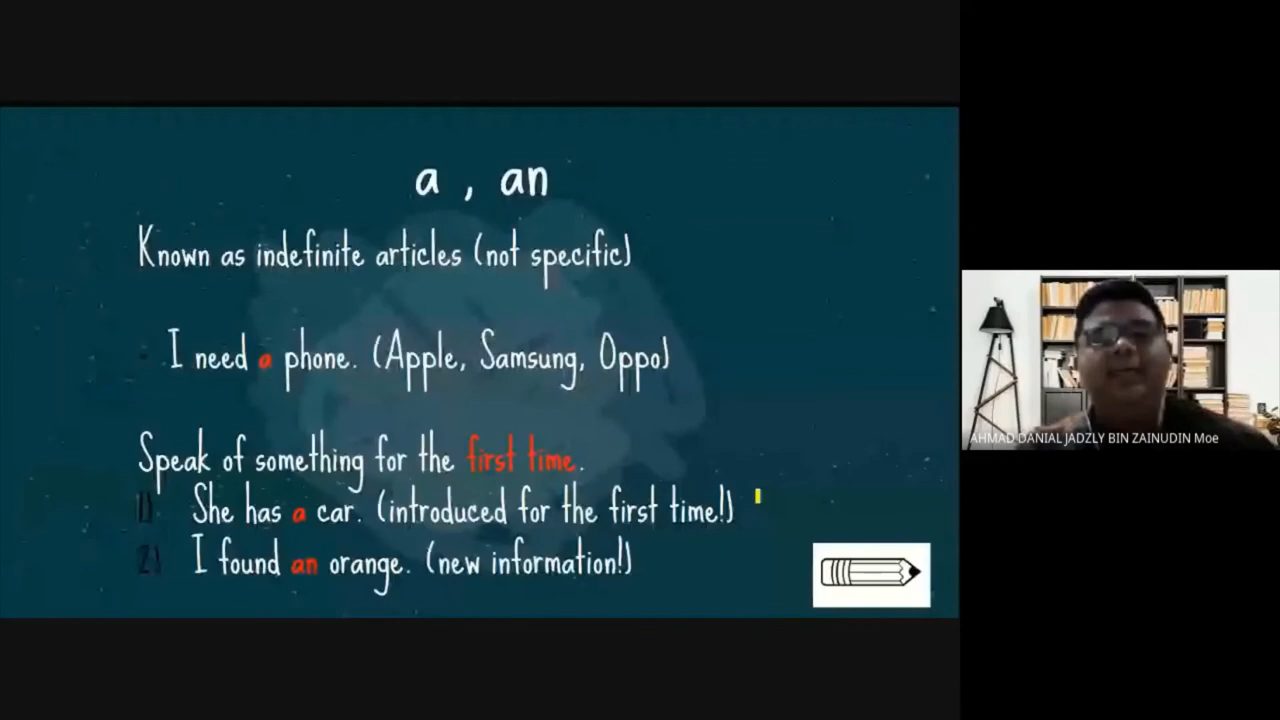 a , an
Known as indefinite articles (not specific)
I need a phone. (Apple, Samsung, Oppo)
Speak of something for the first time.
1) She has a car. (introduced for the first time!)
2) I found an orange. (new information!)
AHMAD DANIAL JADZLY BIN ZAINUDIN Moe